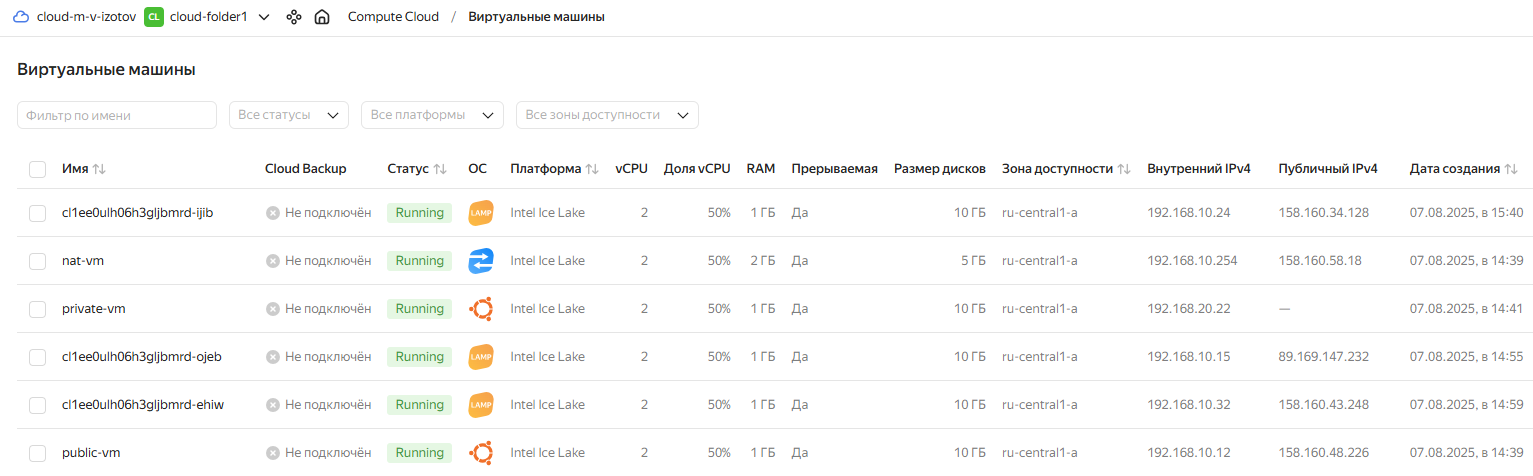 cloud-m-v-izotov CL cloud-folder1 Compute Cloud / Виртуальные машины
Виртуальные машины
Фильтр по имени Все статусы Все платформы Все зоны доступности
Имя Cloud Backup Статус ОС Платформа vCPU Доля vCPU RAM Прерываемая Размер дисков Зона доступности Внутренний IPv4 Публичный IPv4 Дата создания
cl1ee0ulh06h3gljbmrd-ijib Не подключён Running LAMP Intel Ice Lake 2 50% 1 ГБ Да 10 ГБ ru-central1-a 192.168.10.24 158.160.34.128 07.08.2025, в 15:40
nat-vm Не подключён Running Intel Ice Lake 2 50% 2 ГБ Да 5 ГБ ru-central1-a 192.168.10.254 158.160.58.18 07.08.2025, в 14:39
private-vm Не подключён Running Intel Ice Lake 2 50% 1 ГБ Да 10 ГБ ru-central1-a 192.168.20.22 — 07.08.2025, в 14:41
cl1ee0ulh06h3gljbmrd-ojeb Не подключён Running LAMP Intel Ice Lake 2 50% 1 ГБ Да 10 ГБ ru-central1-a 192.168.10.15 89.169.147.232 07.08.2025, в 14:55
cl1ee0ulh06h3gljbmrd-ehiw Не подключён Running LAMP Intel Ice Lake 2 50% 1 ГБ Да 10 ГБ ru-central1-a 192.168.10.32 158.160.43.248 07.08.2025, в 14:59
public-vm Не подключён Running Intel Ice Lake 2 50% 1 ГБ Да 10 ГБ ru-central1-a 192.168.10.12 158.160.48.226 07.08.2025, в 14:39